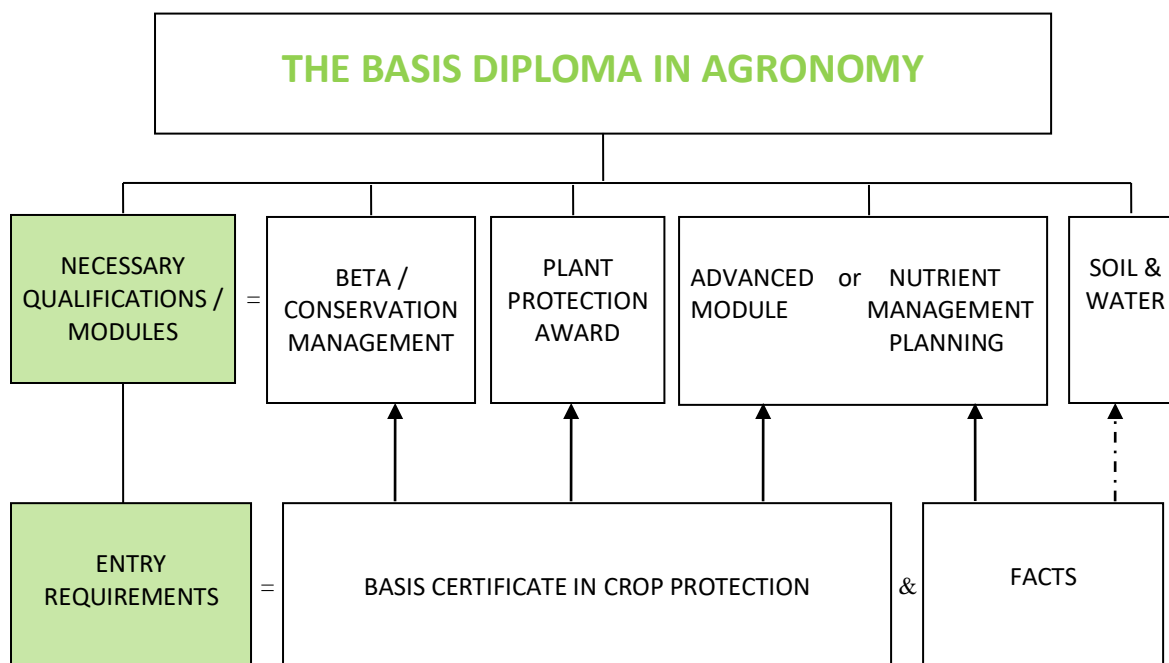 THE BASIS DIPLOMA IN AGRONOMY
NECESSARY
QUALIFICATIONS /
MODULES
=
BETA /
CONSERVATION
MANAGEMENT
PLANT
PROTECTION
AWARD
ADVANCED or NUTRIENT
MODULE MANAGEMENT
PLANNING
SOIL &
WATER
ENTRY
REQUIREMENTS
=
BASIS CERTIFICATE IN CROP PROTECTION
&
FACTS